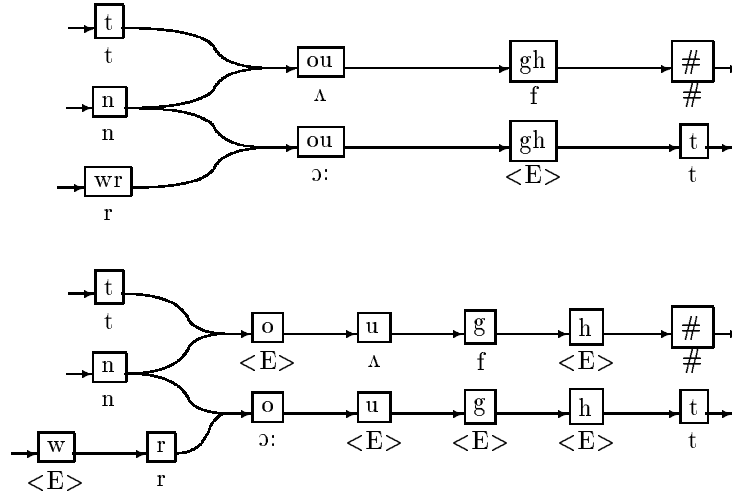 t
t
ou gh #
ʌ f #
n
n
ou gh t
ɔ: <E> t
wr
r
t
t
o u g h #
<E> ʌ f <E> #
n
n
o u g h t
ɔ: <E> <E> <E> t
w r
<E> r